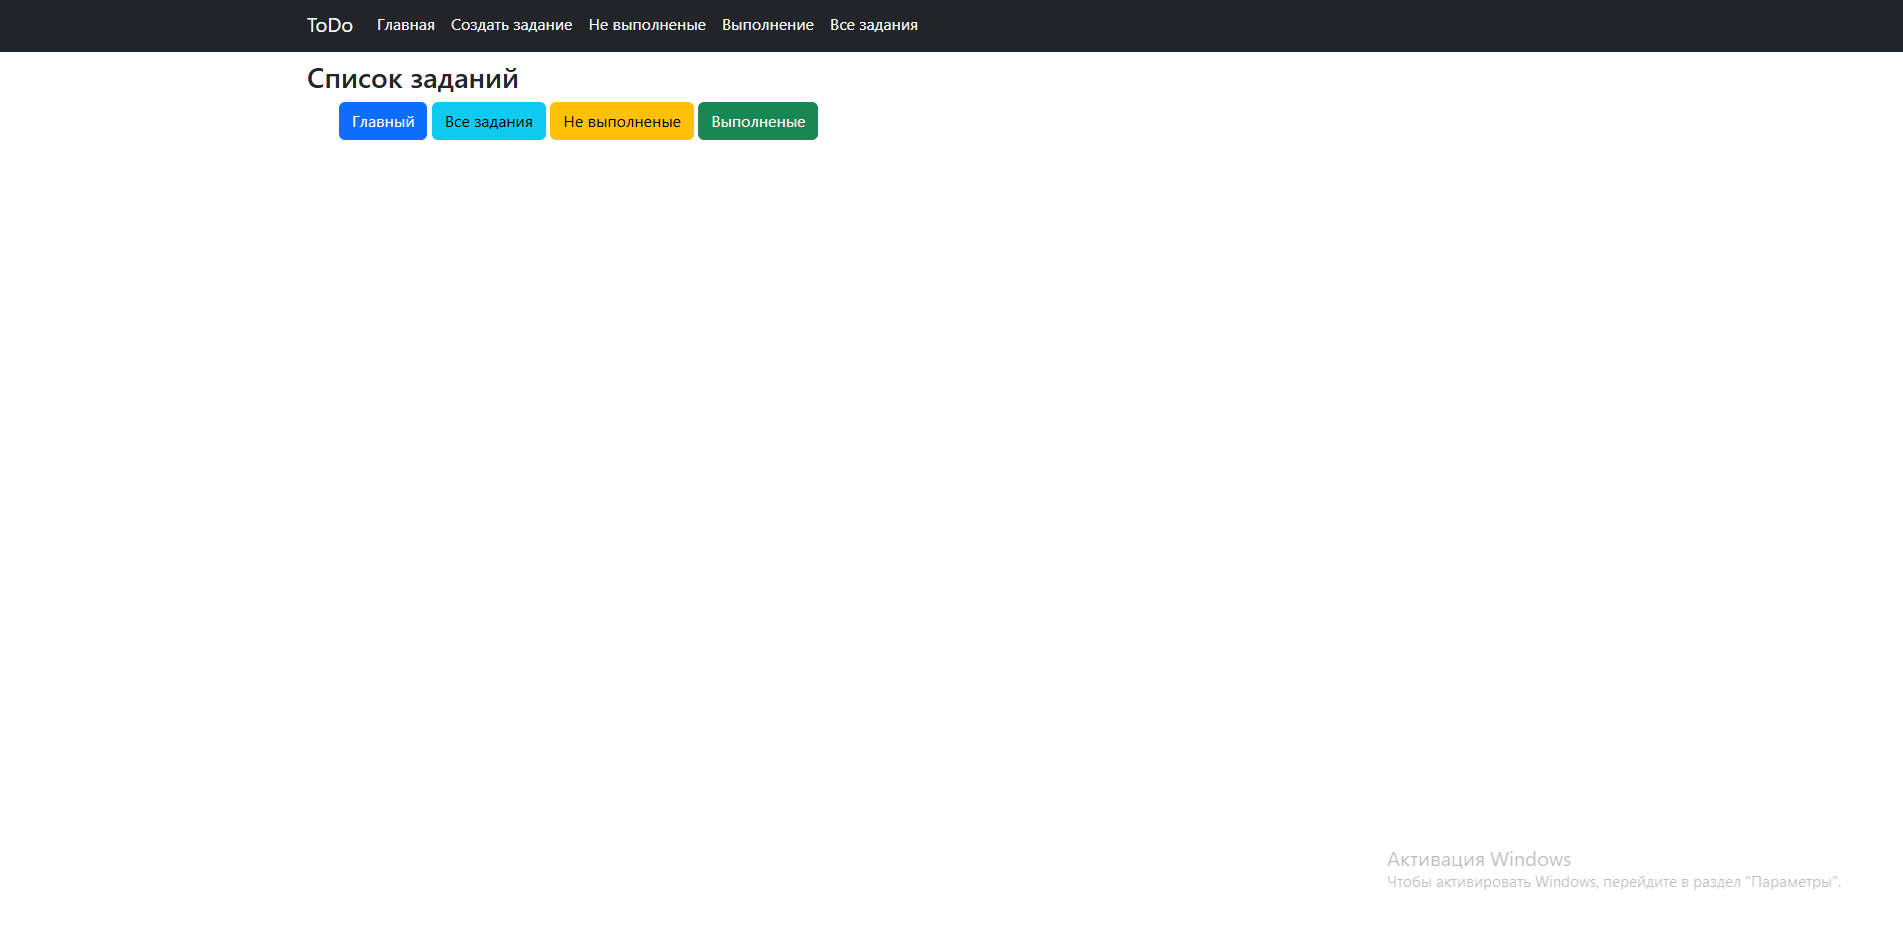 ToDo Главная Создать задание Не выполненые Выполнение Все задания
Список заданий
Главный Все задания Не выполненые Выполненые
Активация Windows
Чтобы активировать Windows, перейдите в раздел "Параметры".